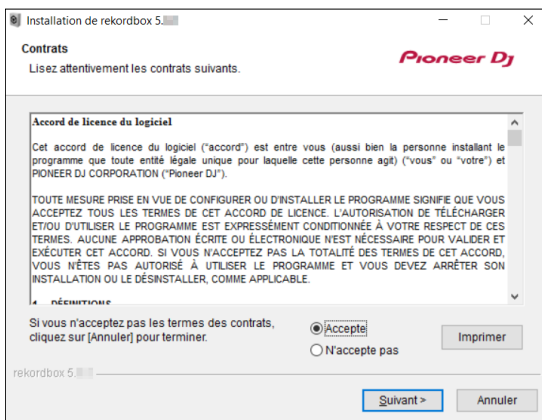 Installation de rekordbox 5.
Contrats
Lisez attentivement les contrats suivants.
Pioneer Dj
Accord de licence du logiciel
Cet accord de licence du logiciel (“accord”) est entre vous (aussi bien la personne installant le
programme que toute entité légale unique pour laquelle cette personne agit) (“vous” ou “votre”) et
PIONEER DJ CORPORATION (“Pioneer DJ”).
TOUTE MESURE PRISE EN VUE DE CONFIGURER OU D'INSTALLER LE PROGRAMME SIGNIFIE QUE VOUS
ACCEPTEZ TOUS LES TERMES DE CET ACCORD DE LICENCE. L'AUTORISATION DE TÉLÉCHARGER
ET/OU D'UTILISER LE PROGRAMME EST EXPRESSÉMENT CONDITIONNÉE À VOTRE RESPECT DE CES
TERMES. AUCUNE APPROBATION ÉCRITE OU ÉLECTRONIQUE N'EST NÉCESSAIRE POUR VALIDER ET
EXÉCUTER CET ACCORD. SI VOUS N'ACCEPTEZ PAS LA TOTALITÉ DES TERMES DE CET ACCORD,
VOUS N'ÊTES PAS AUTORISÉ À UTILISER LE PROGRAMME ET VOUS DEVEZ ARRÊTER SON
INSTALLATION OU LE DÉSINSTALLER, COMME APPLICABLE.
1 DÉFINITIONS
Si vous n'acceptez pas les termes des contrats,
cliquez sur [Annuler] pour terminer.
Accepte
N'accepte pas
Imprimer
rekordbox 5.
Suivant >
Annuler